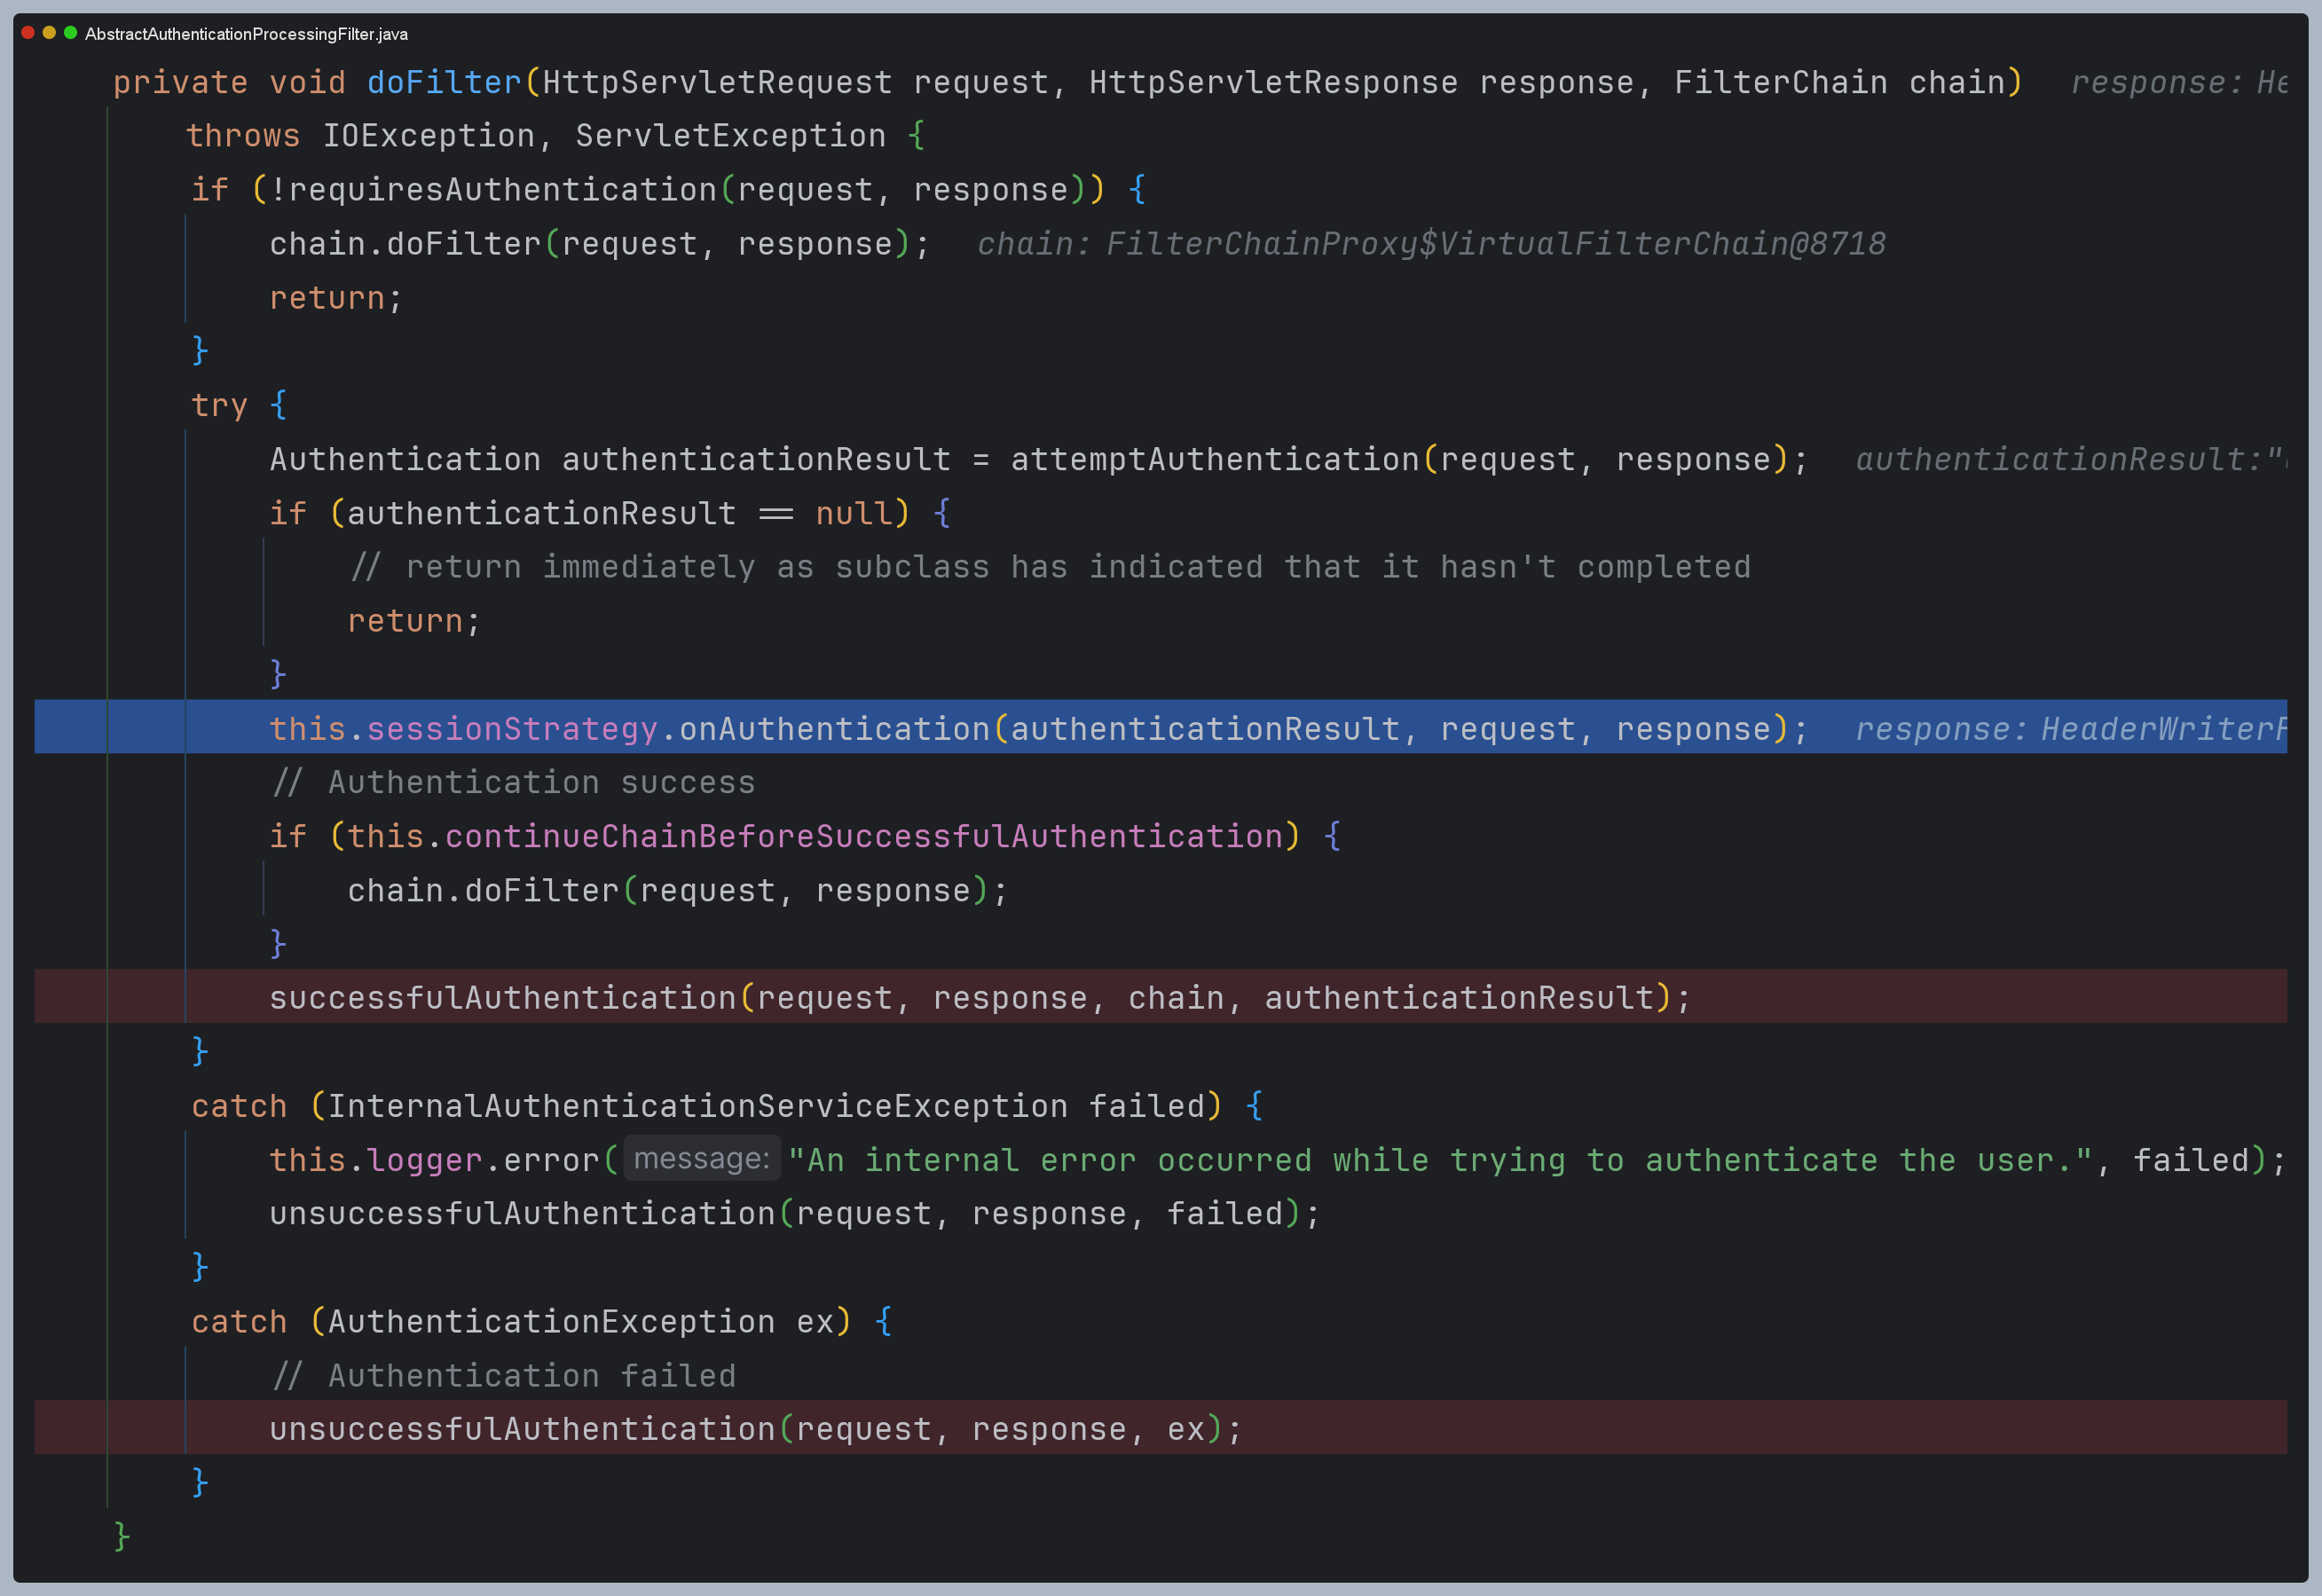 AbstractAuthenticationProcessingFilter.java
private void doFilter(HttpServletRequest request, HttpServletResponse response, FilterChain chain) response: He
throws IOException, ServletException {
if (!requiresAuthentication(request, response)) {
chain.doFilter(request, response); chain: FilterChainProxy$VirtualFilterChain@8718
return;
}
try {
Authentication authenticationResult = attemptAuthentication(request, response); authenticationResult:"
if (authenticationResult == null) {
// return immediately as subclass has indicated that it hasn't completed
return;
}
this.sessionStrategy.onAuthentication(authenticationResult, request, response); response: HeaderWriterF
// Authentication success
if (this.continueChainBeforeSuccessfulAuthentication) {
chain.doFilter(request, response);
}
successfulAuthentication(request, response, chain, authenticationResult);
}
catch (InternalAuthenticationServiceException failed) {
this.logger.error( message: "An internal error occurred while trying to authenticate the user.", failed);
unsuccessfulAuthentication(request, response, failed);
}
catch (AuthenticationException ex) {
// Authentication failed
unsuccessfulAuthentication(request, response, ex);
}
}